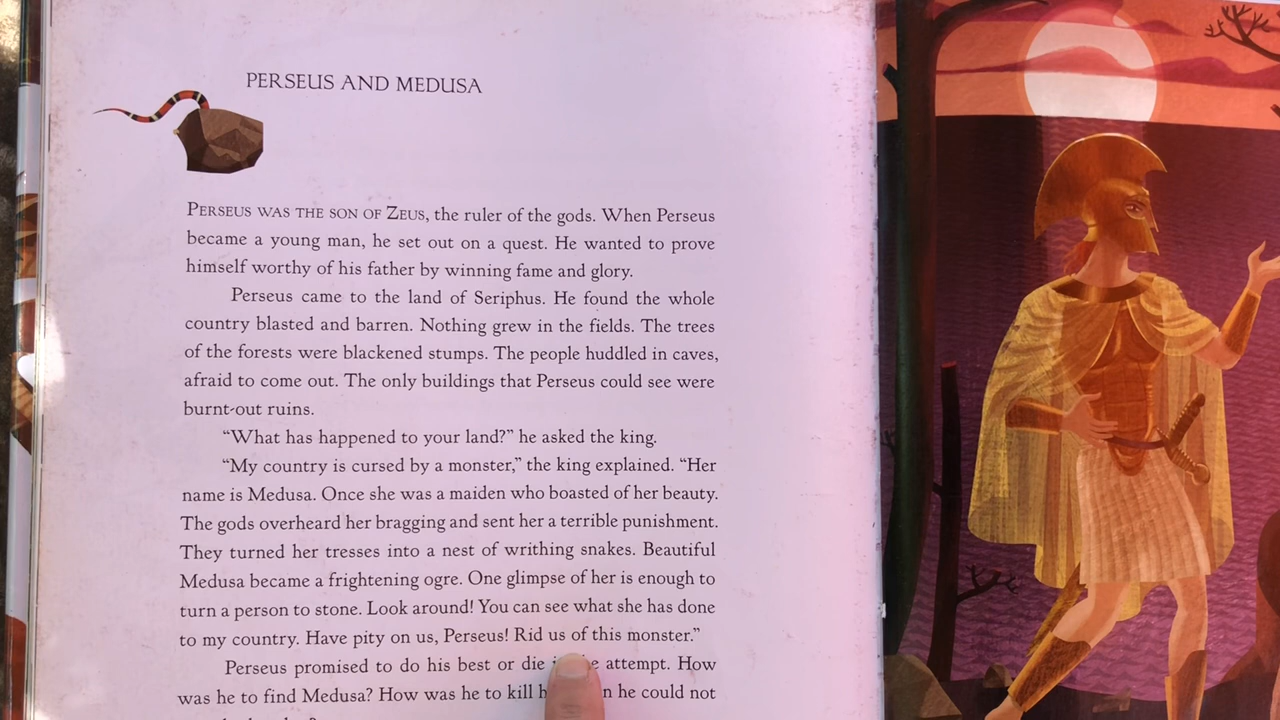 PERSEUS AND MEDUSA
PERSEUS WAS THE SON OF ZEUS, the ruler of the gods. When Perseus
became a young man, he set out on a quest. He wanted to prove
himself worthy of his father by winning fame and glory.
Perseus came to the land of Seriphus. He found the whole
country blasted and barren. Nothing grew in the fields. The trees
of the forests were blackened stumps. The people huddled in caves,
afraid to come out. The only buildings that Perseus could see were
burnt-out ruins.
“What has happened to your land?” he asked the king.
“My country is cursed by a monster,” the king explained. “Her
name is Medusa. Once she was a maiden who boasted of her beauty.
The gods overheard her bragging and sent her a terrible punishment.
They turned her tresses into a nest of writhing snakes. Beautiful
Medusa became a frightening ogre. One glimpse of her is enough to
turn a person to stone. Look around! You can see what she has done
to my country. Have pity on us, Perseus! Rid us of this monster.”
Perseus promised to do his best or die attempt. How
was he to find Medusa? How was he to kill he could not